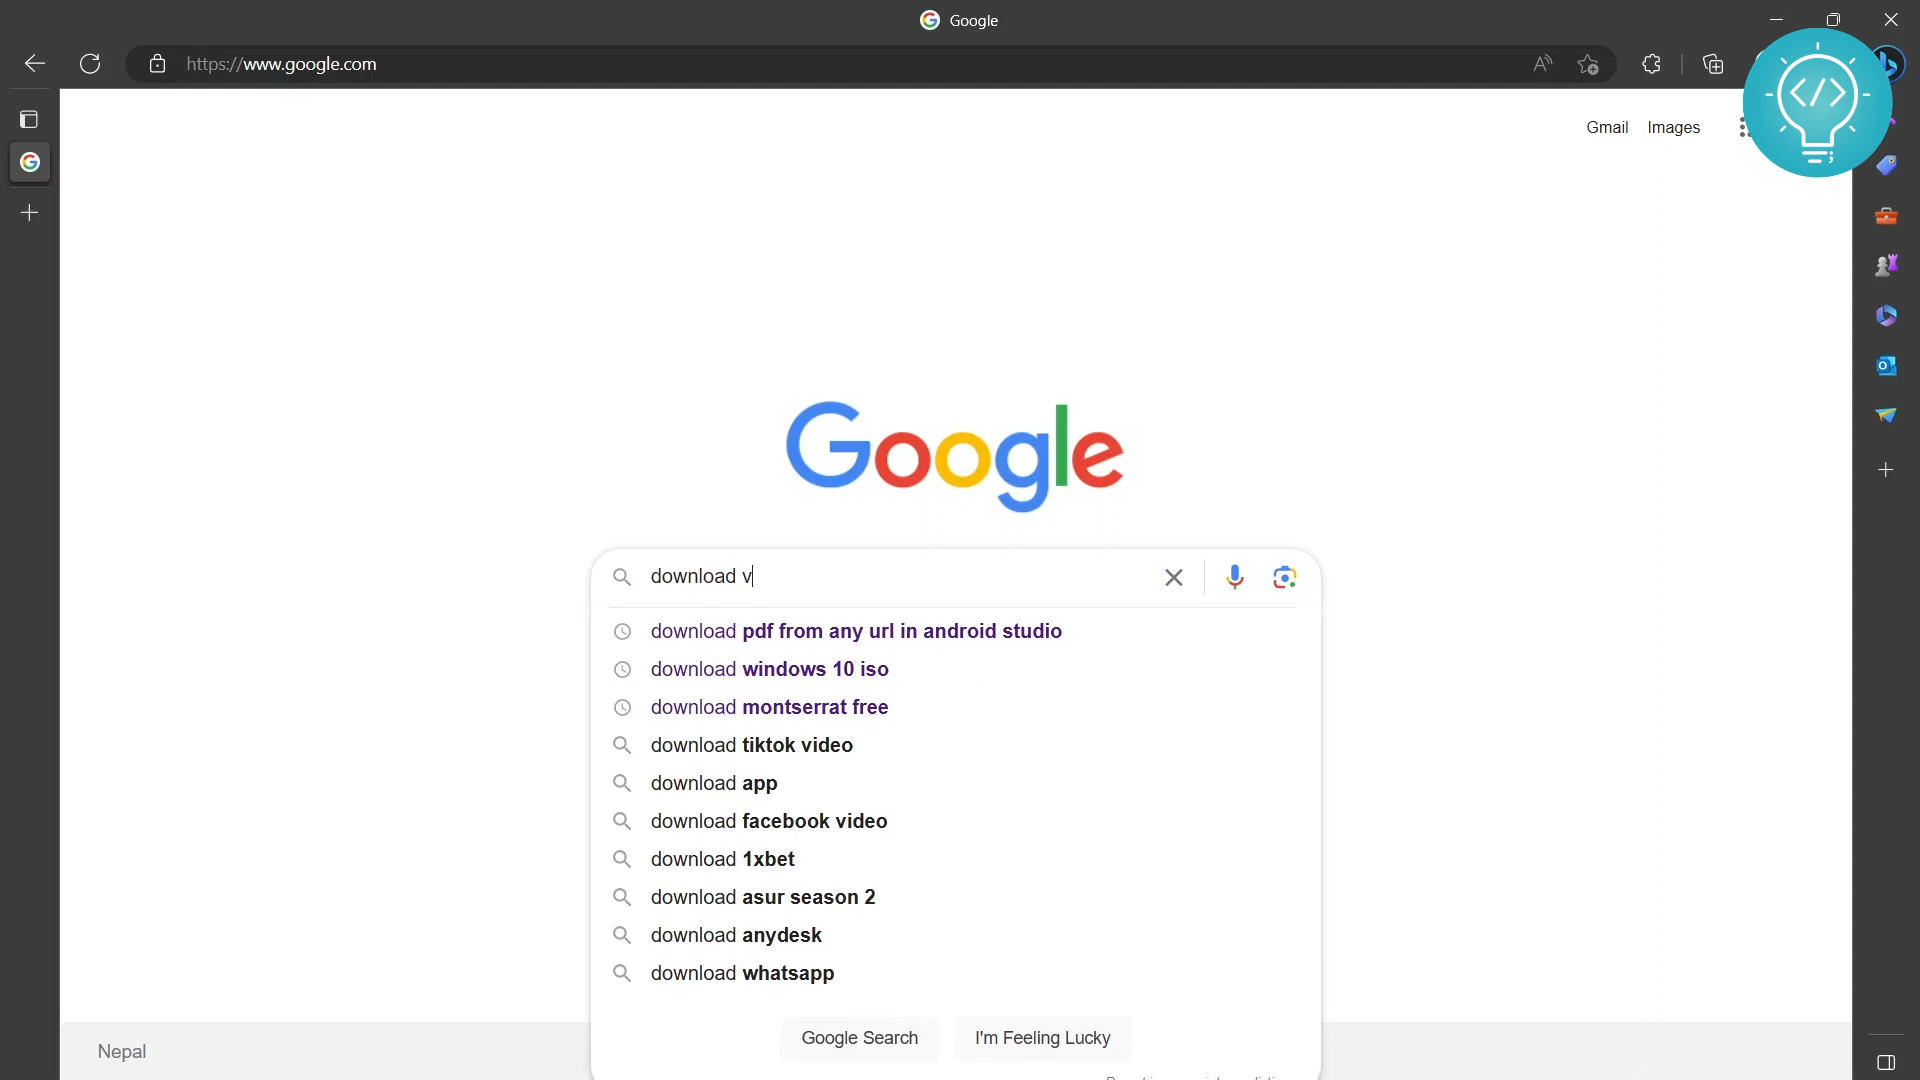 Google
https://www.google.com
Gmail Images
</>
Google
download v
download pdf from any url in android studio
download windows 10 iso
download montserrat free
download tiktok video
download app
download facebook video
download 1xbet
download asur season 2
download anydesk
download whatsapp
Google Search I'm Feeling Lucky
Nepal